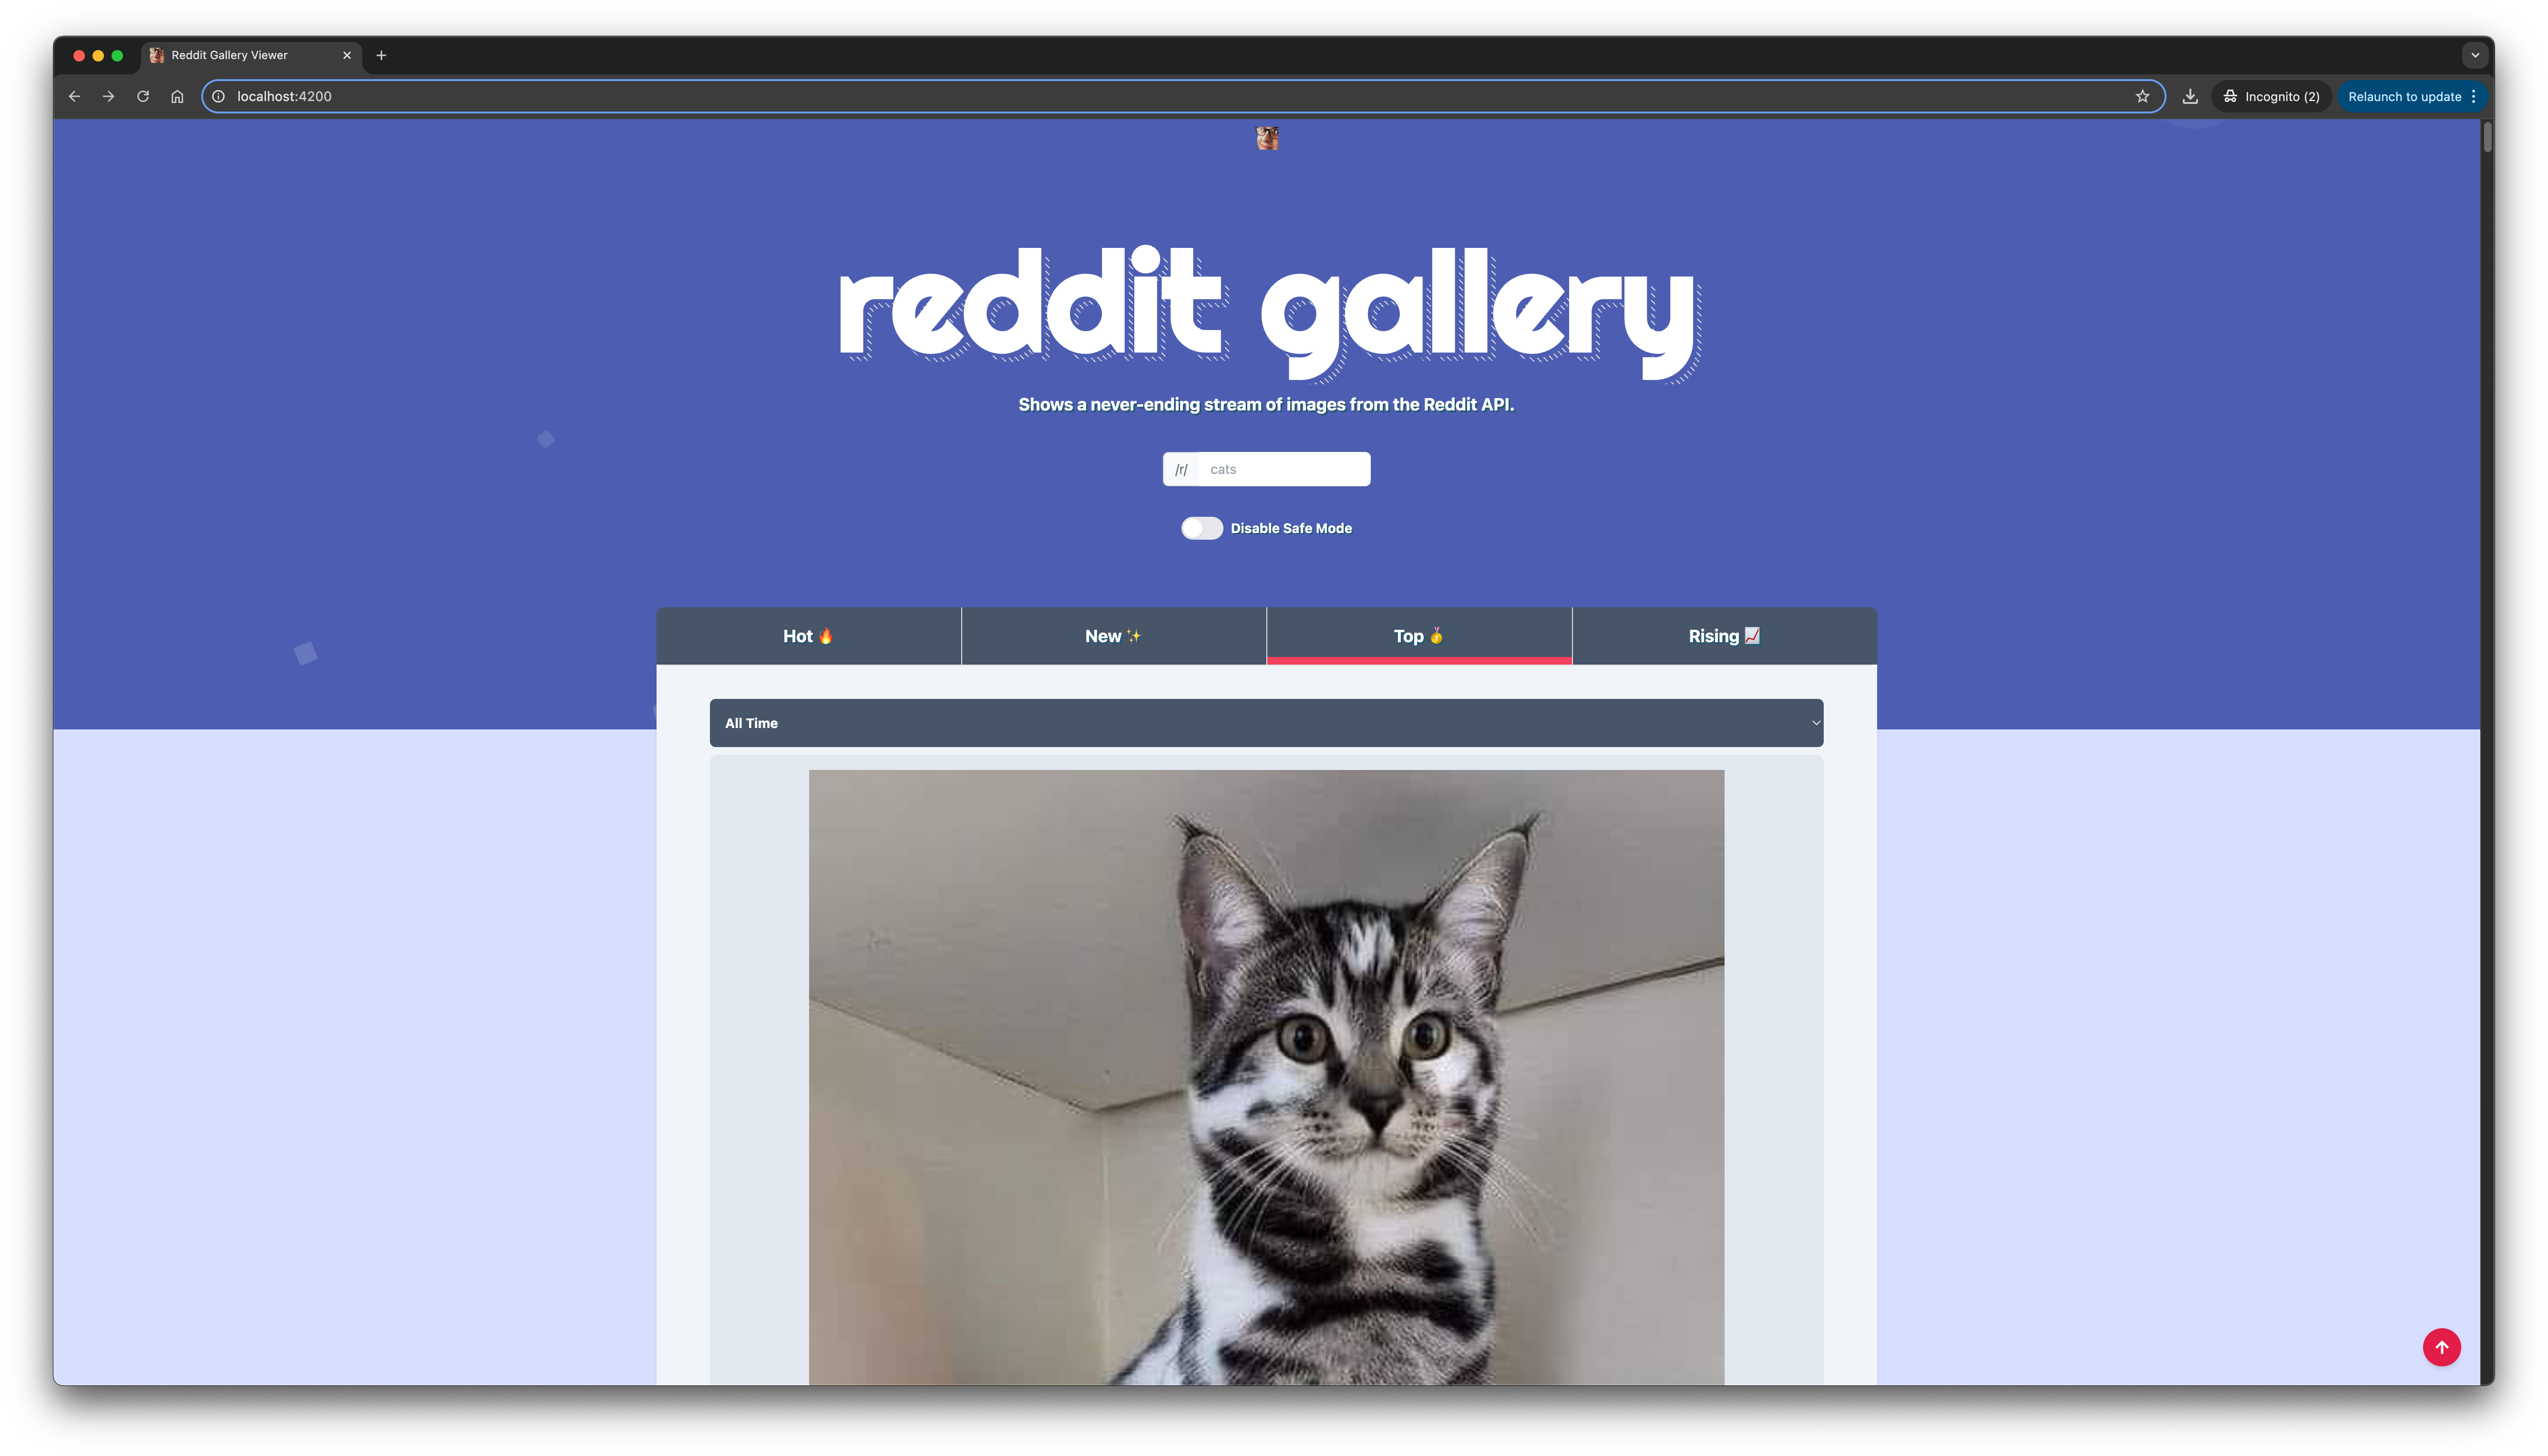 Reddit Gallery Viewer
localhost:4200
Incognito (2)
Relaunch to update
reddit gallery
Shows a never-ending stream of images from the Reddit API.
/r/ cats
Disable Safe Mode
Hot 🔥
New ✨
Top 🥇
Rising 📈
All Time